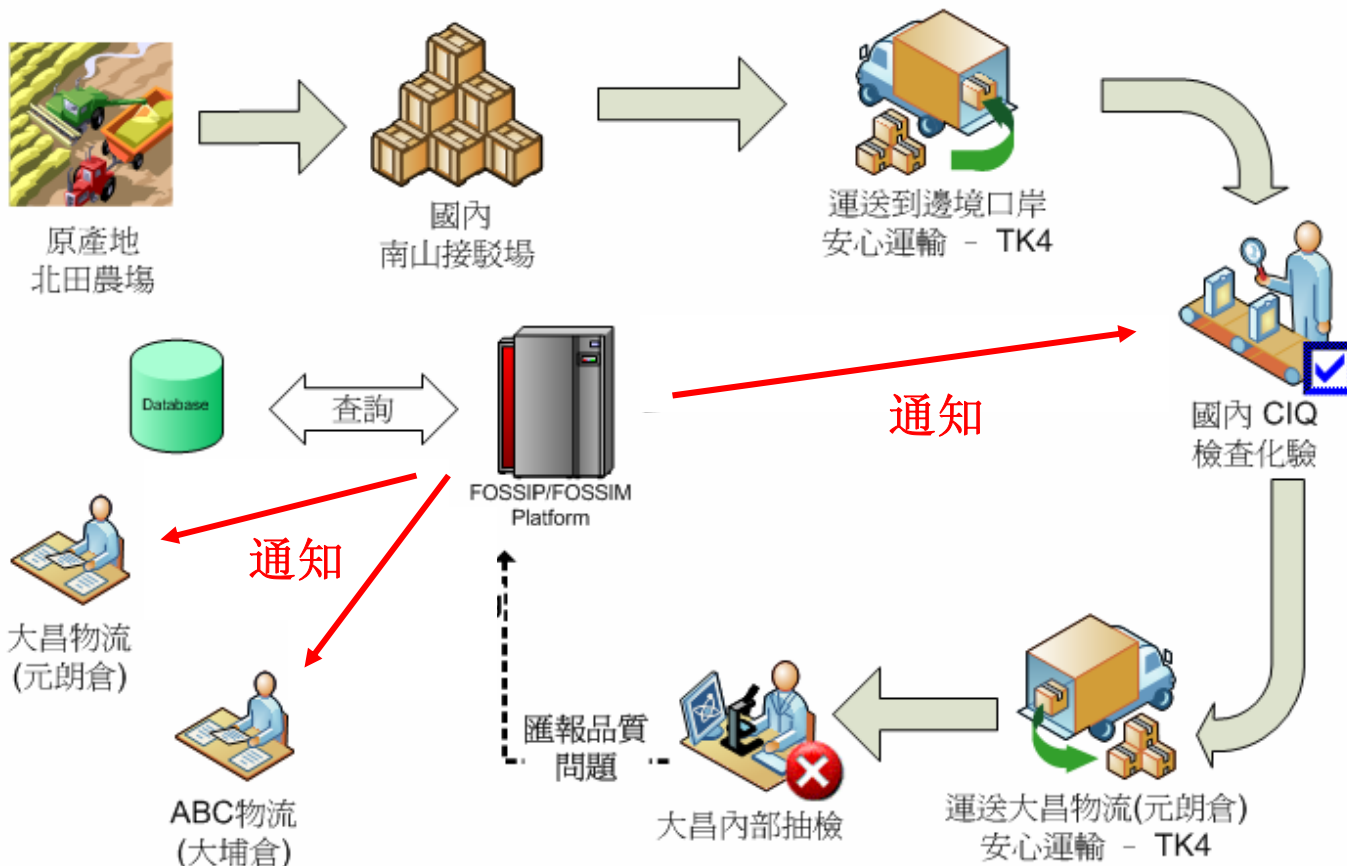 原產地
北田農塲
國內
南山接駁場
運送到邊境口岸
安心運輸 - TK4
Database
查詢
FOSSIP/FOSSIM
Platform
通知
國內 CIQ
檢查化驗
通知
大昌物流
(元朗倉)
ABC物流
(大埔倉)
匯報品質
問題
大昌內部抽檢
運送大昌物流(元朗倉)
安心運輸 - TK4